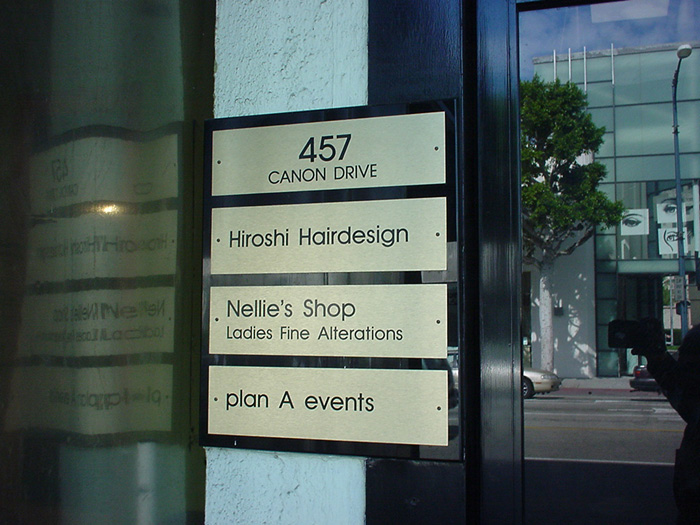 457
CANON DRIVE
Hiroshi Hairdesign
Nellie's Shop
Ladies Fine Alterations
plan A events